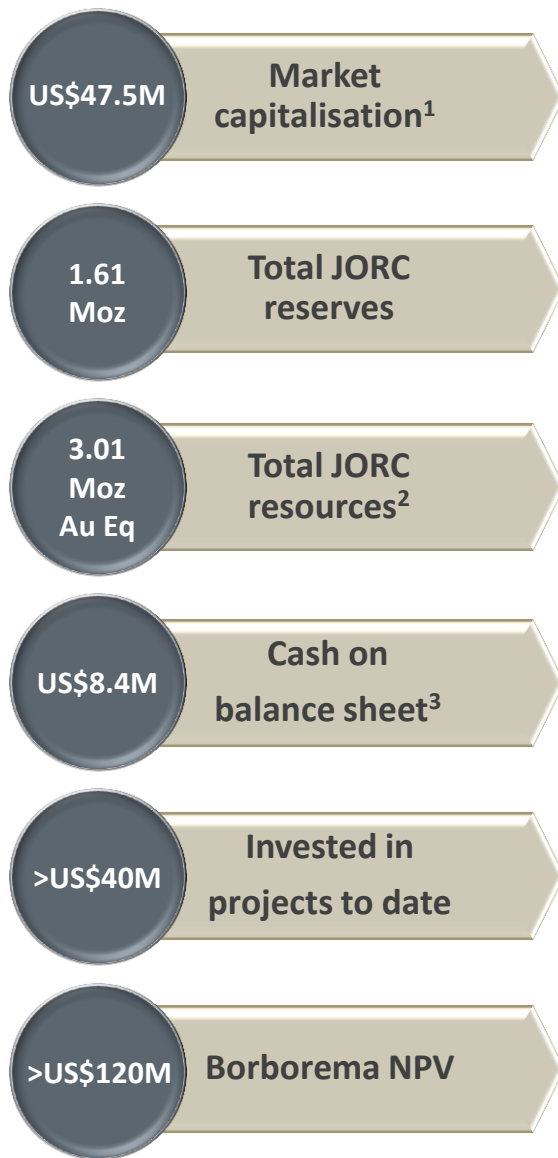 US$47.5M
Market
capitalisation¹
1.61
Moz
Total JORC
reserves
3.01
Moz
Au Eq
Total JORC
resources²
US$8.4M
Cash on
balance sheet³
>US$40M
Invested in
projects to date
>US$120M
Borborema NPV